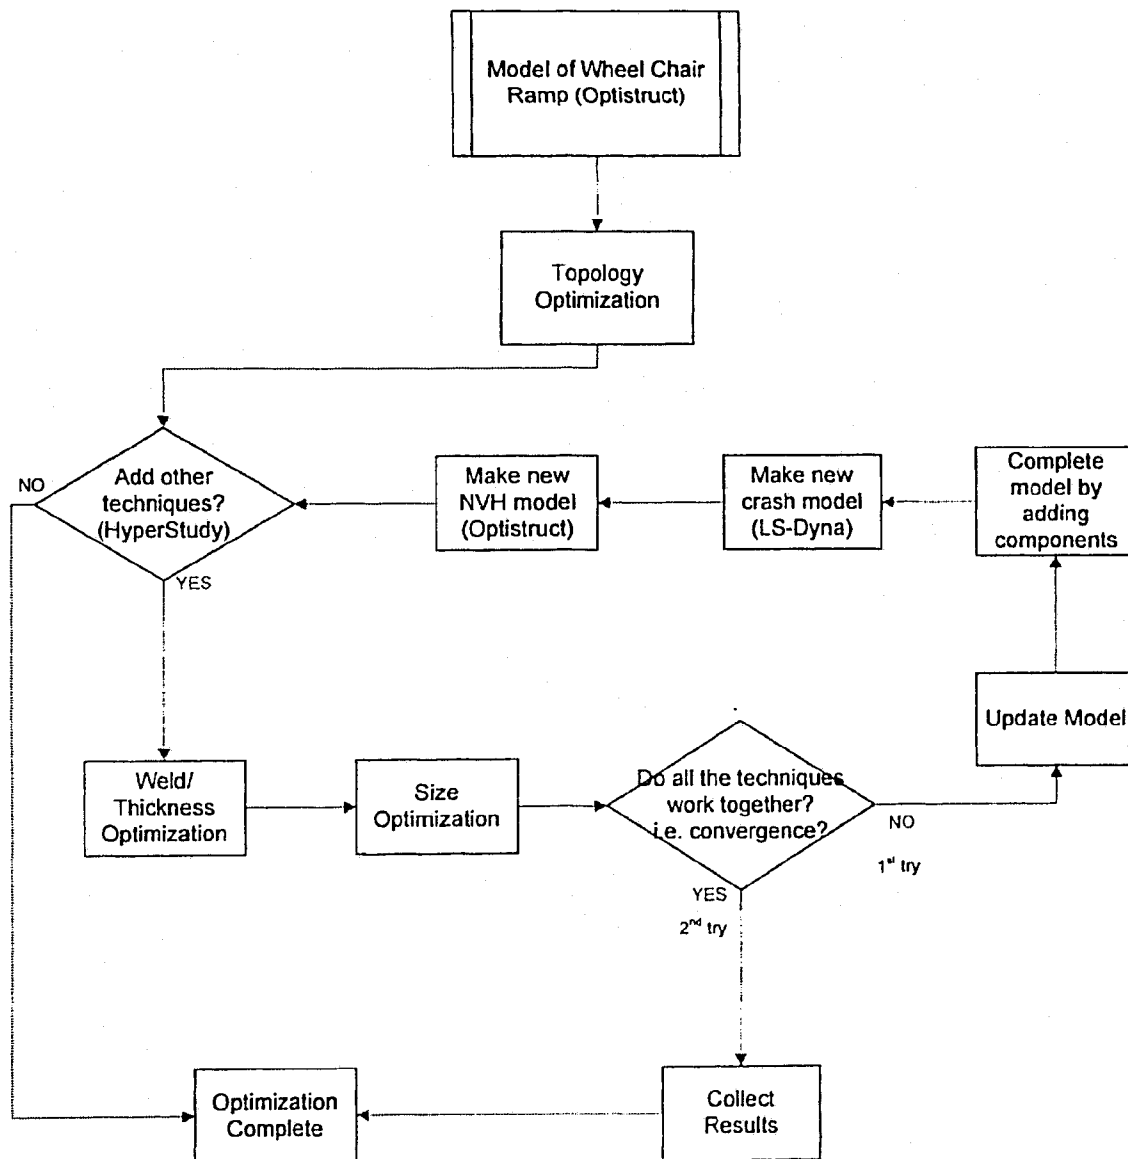 Model of Wheel Chair
Ramp (Optistruct)
Topology
Optimization
NO
Add other
techniques?
(HyperStudy)
YES
Make new
NVH model
(Optistruct)
Make new
crash model
(LS-Dyna)
Complete
model by
adding
components
Update Model
Weld/
Thickness
Optimization
Size
Optimization
Do all the techniques
work together?
i.e. convergence?
NO
1st try
YES
2nd try
Optimization
Complete
Collect
Results